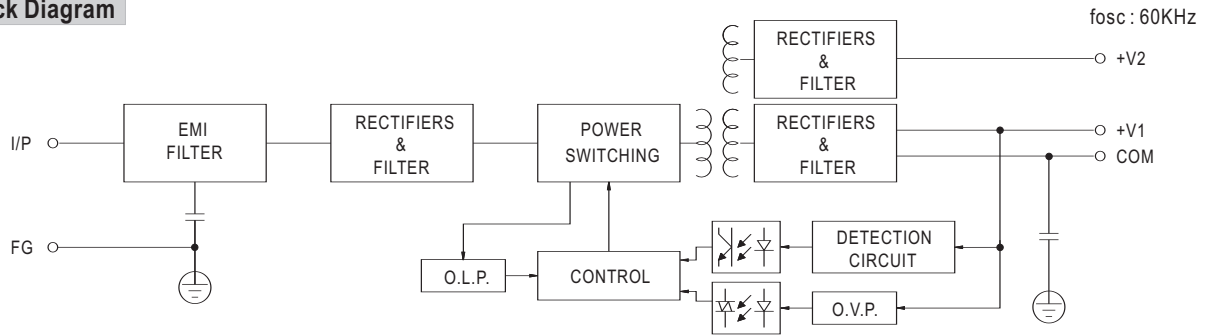 ck Diagram
fosc : 60KHz
RECTIFIERS
&
FILTER
+V2
I/P
EMI
FILTER
RECTIFIERS
&
FILTER
POWER
SWITCHING
RECTIFIERS
&
FILTER
+V1
COM
FG
O.L.P.
CONTROL
DETECTION
CIRCUIT
O.V.P.